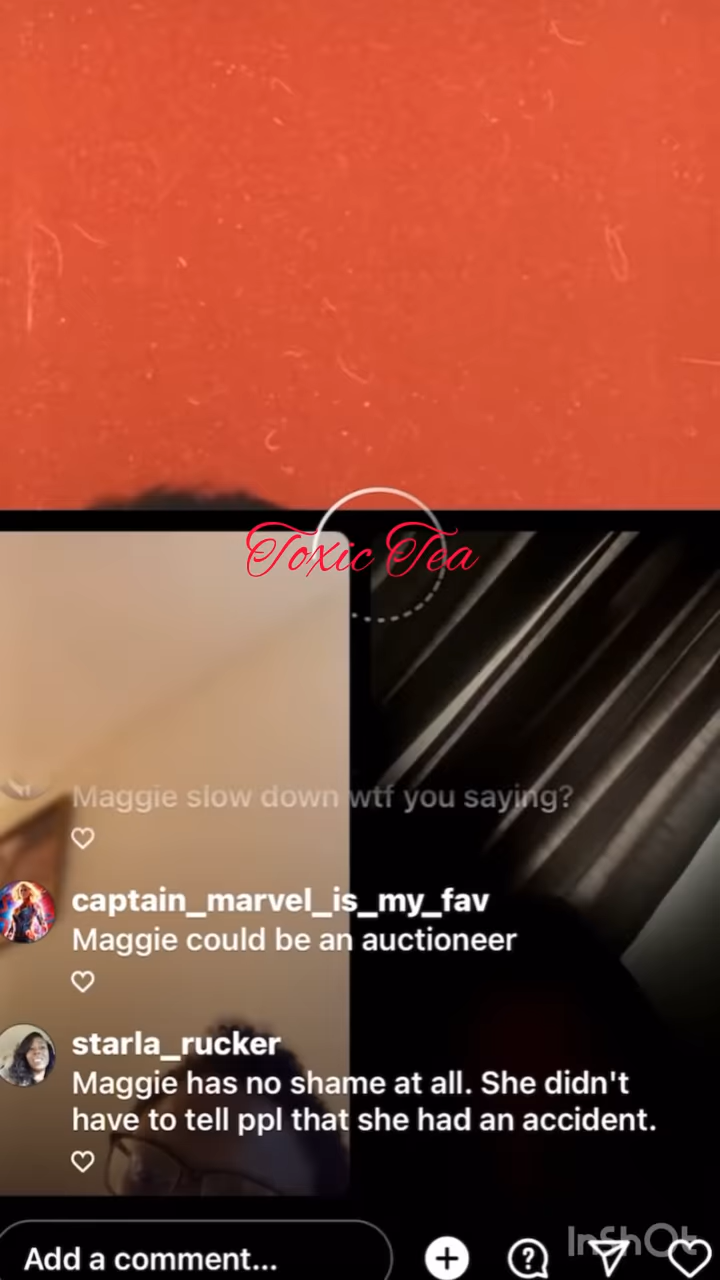 Toxic Tea
Maggie slow down wtf you saying?
captain_marvel_is_my_fav
Maggie could be an auctioneer
starla_rucker
Maggie has no shame at all. She didn't
have to tell ppl that she had an accident.
Add a comment...
InShOt